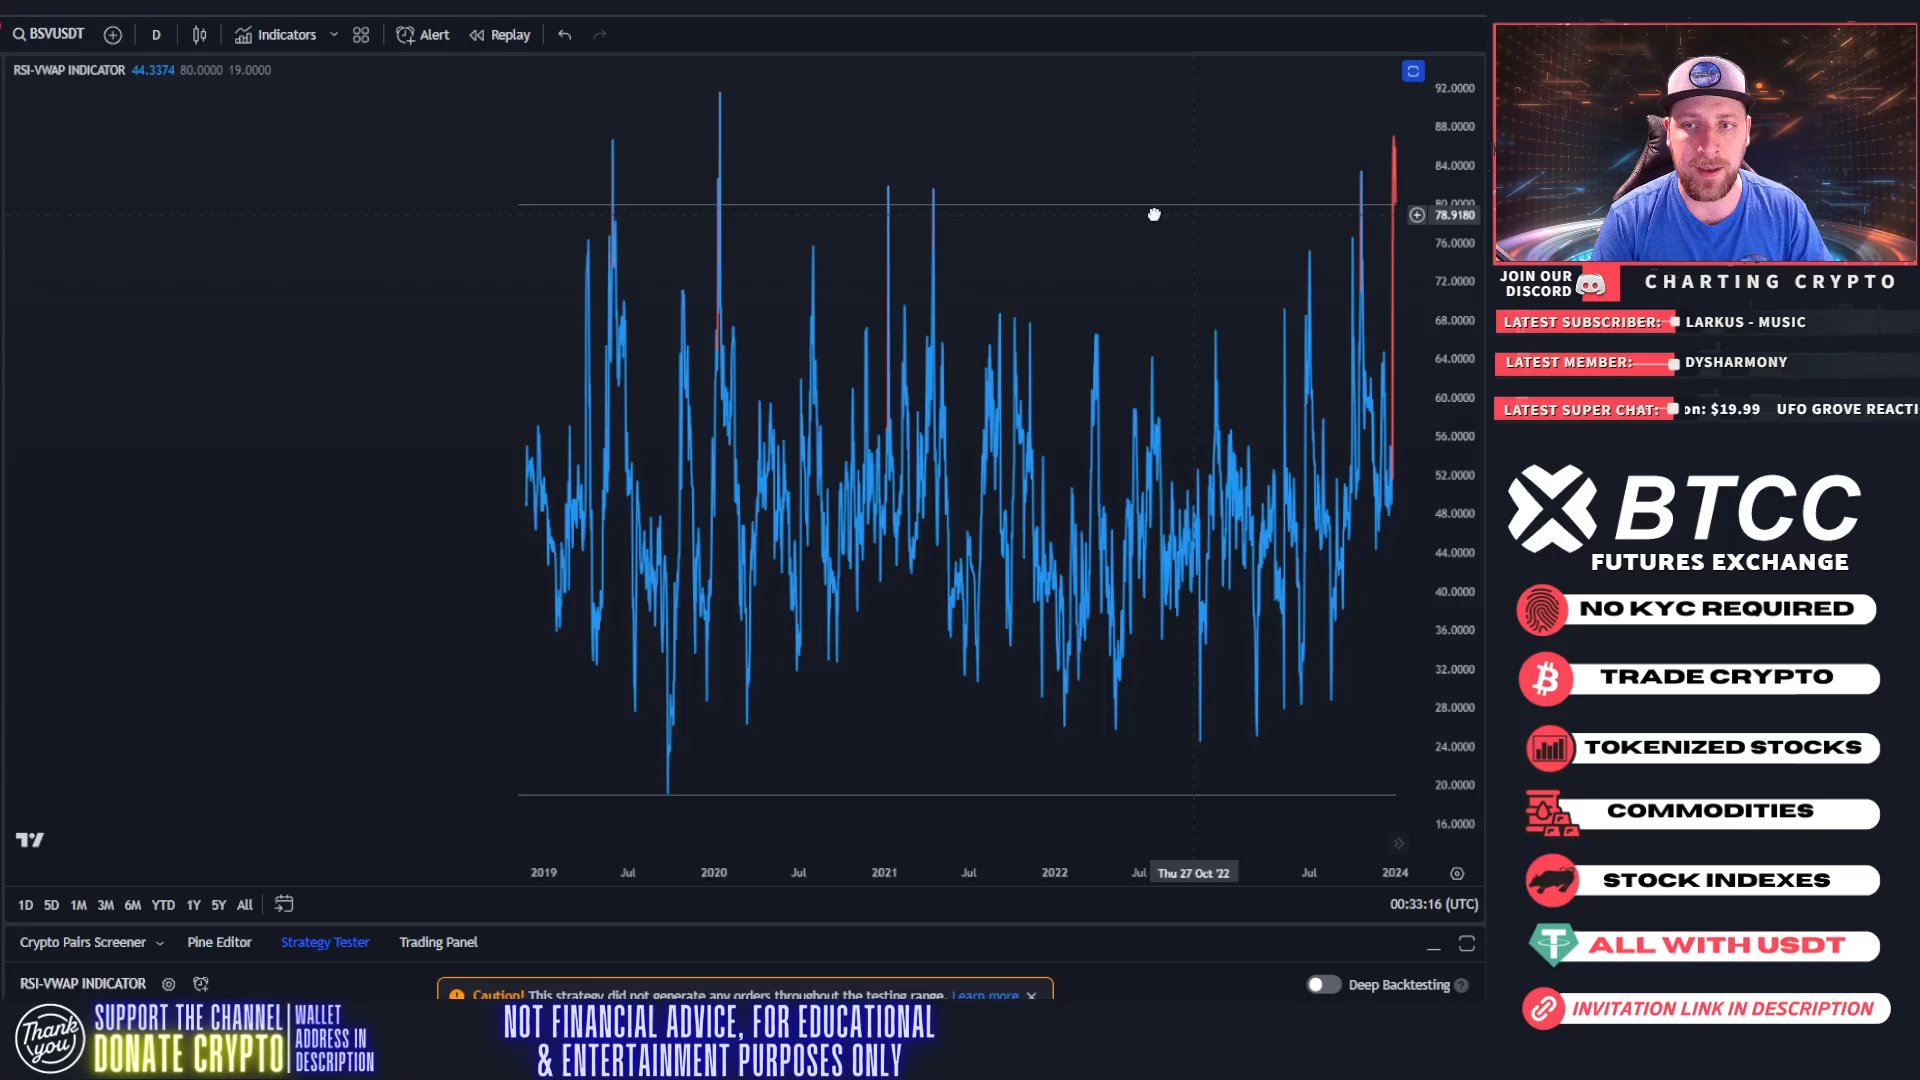 BSVUSDT
D
Indicators
Alert
Replay
RSI-VWAP INDICATOR 44.3374 80.0000 19.0000
92.0000
88.0000
84.0000
80.0000
78.9180
76.0000
72.0000
68.0000
64.0000
60.0000
56.0000
52.0000
48.0000
44.0000
40.0000
36.0000
32.0000
28.0000
24.0000
20.0000
16.0000
2019 Jul 2020 Jul 2021 Jul 2022 Jul Thu 27 Oct '22 Jul 2024
1D 5D 1M 3M 6M YTD 1Y 5Y All
00:33:16 (UTC)
Crypto Pairs Screener Pine Editor Strategy Tester Trading Panel
RSI-VWAP INDICATOR
Caution! This strategy did not generate any orders throughout the testing range. Learn more
Deep Backtesting
Thank you
SUPPORT THE CHANNEL
DONATE CRYPTO
WALLET
ADDRESS IN
DESCRIPTION
NOT FINANCIAL ADVICE, FOR EDUCATIONAL
& ENTERTAINMENT PURPOSES ONLY
JOIN OUR
DISCORD
CHARTING CRYPTO
LATEST SUBSCRIBER: LARKUS - MUSIC
LATEST MEMBER: DYSHARMONY
LATEST SUPER CHAT: on: $19.99 UFO GROVE REACTI
BTCC
FUTURES EXCHANGE
NO KYC REQUIRED
TRADE CRYPTO
TOKENIZED STOCKS
COMMODITIES
STOCK INDEXES
ALL WITH USDT
INVITATION LINK IN DESCRIPTION